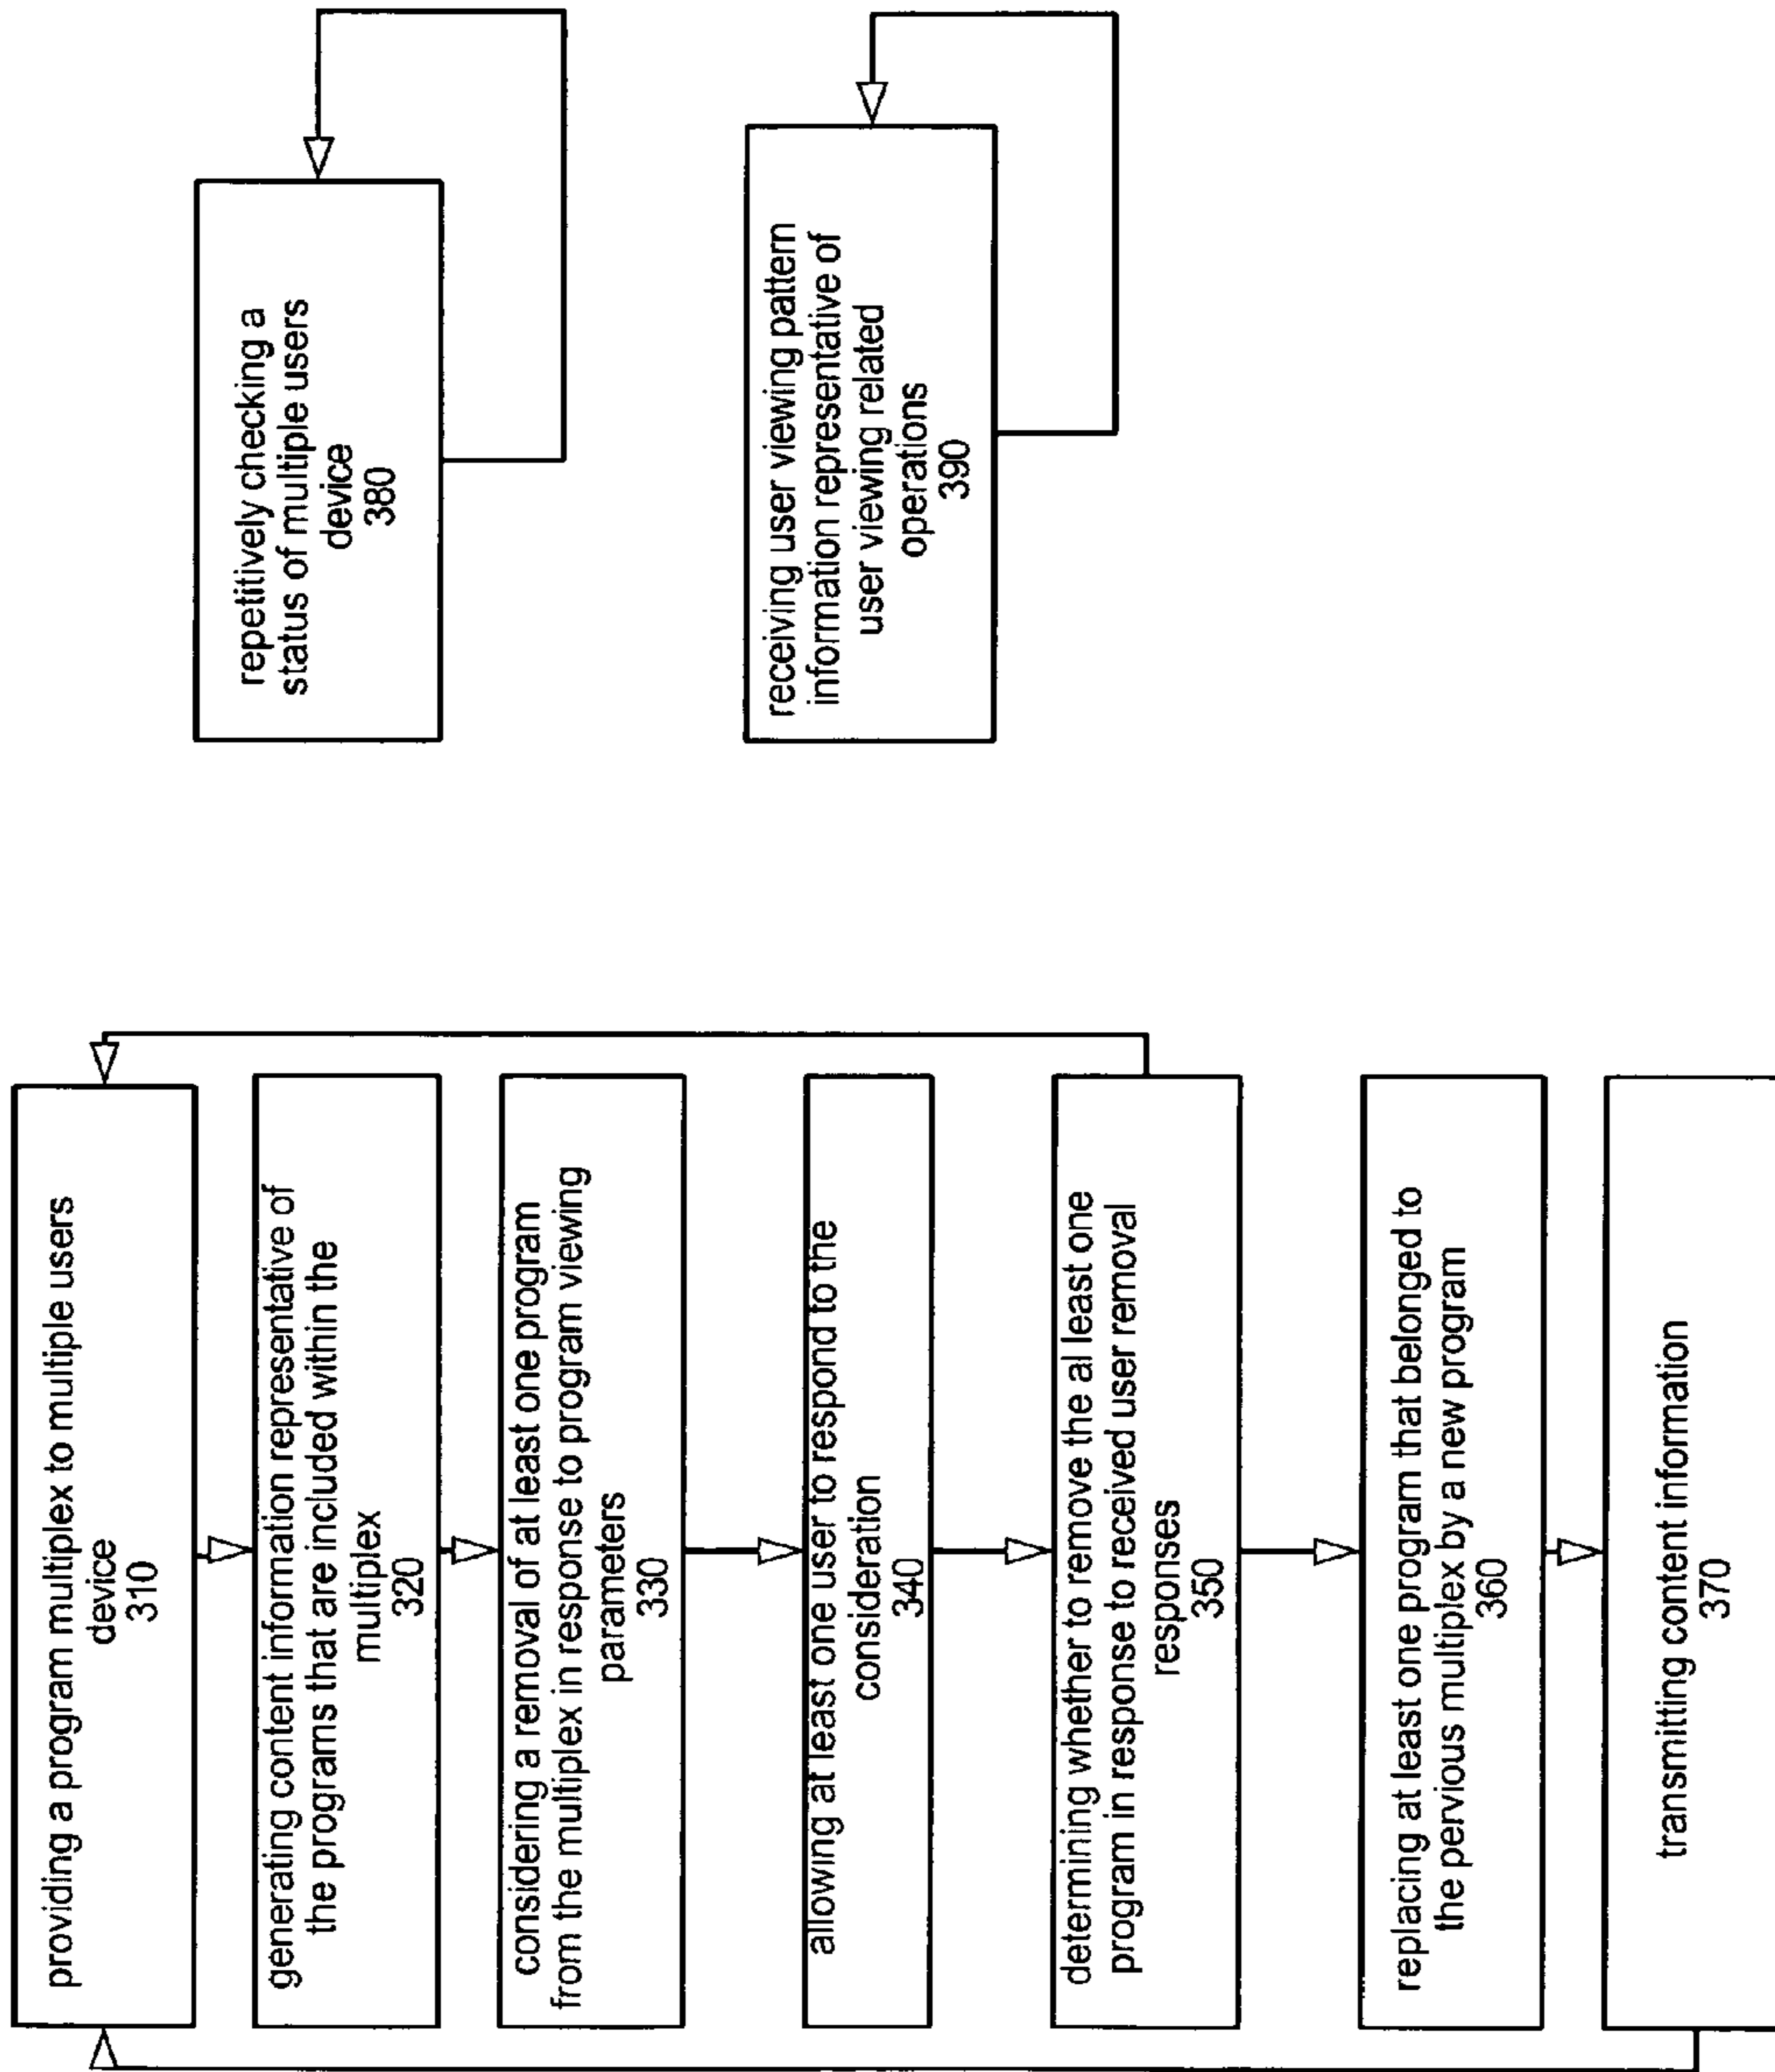 providing a program multiplex to multiple users
device
310
generating content information representative of
the programs that are included within the
multiplex
320
considering a removal of at least one program
from the multiplex in response to program viewing
parameters
330
allowing at least one user to respond to the
consideration
340
determining whether to remove the al least one
program in response to received user removal
responses
350
replacing at least one program that belonged to
the pervious multiplex by a new program
360
transmitting content information
370
repetitively checking a
status of multiple users
device
380
receiving user viewing pattern
information representative of
user viewing related
operations
390